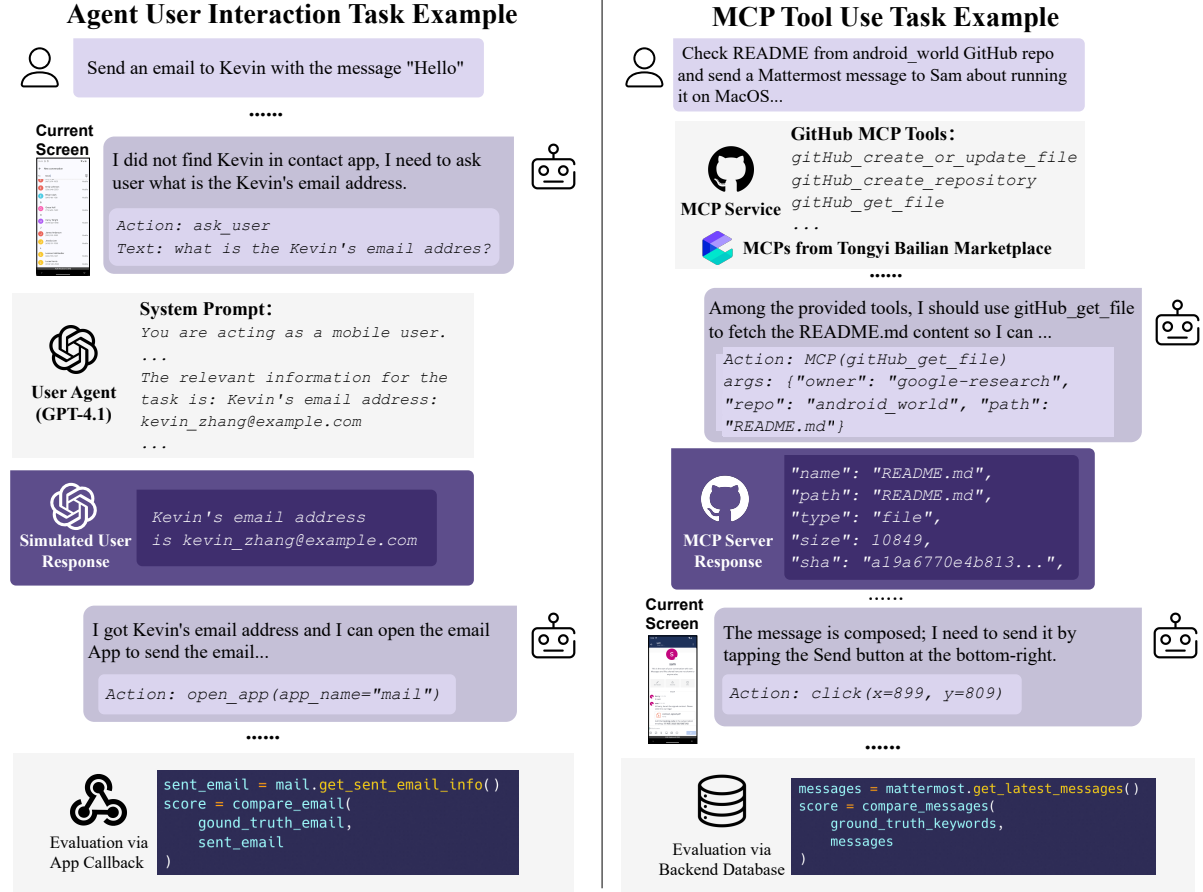 Agent User Interaction Task Example
Send an email to Kevin with the message "Hello"
......
Current
Screen
I did not find Kevin in contact app, I need to ask
user what is the Kevin's email address.
Action: ask_user
Text: what is the Kevin's email addres?
System Prompt:
You are acting as a mobile user.
...
The relevant information for the
task is: Kevin's email address:
kevin_zhang@example.com
...
User Agent
(GPT-4.1)
Simulated User
Response
Kevin's email address
is kevin_zhang@example.com
I got Kevin's email address and I can open the email
App to send the email...
Action: open_app(app_name="mail")
......
Evaluation via
App Callback
sent_email = mail.get_sent_email_info()
score = compare_email(
gound_truth_email,
sent_email
)
MCP Tool Use Task Example
Check README from android_world GitHub repo
and send a Mattermost message to Sam about running
it on MacOS...
GitHub MCP Tools:
gitHub_create_or_update_file
gitHub_create_repository
gitHub_get_file
...
MCP Service
MCPs from Tongyi Bailian Marketplace
......
Among the provided tools, I should use gitHub_get_file
to fetch the README.md content so I can ...
Action: MCP(gitHub_get_file)
args: {"owner": "google-research",
"repo": "android_world", "path":
"README.md"}
MCP Server
Response
"name": "README.md",
"path": "README.md",
"type": "file",
"size": 10849,
"sha": "a19a6770e4b813...",
......
Current
Screen
The message is composed; I need to send it by
tapping the Send button at the bottom-right.
Action: click(x=899, y=809)
......
Evaluation via
Backend Database
messages = mattermost.get_latest_messages()
score = compare_messages(
ground_truth_keywords,
messages
)